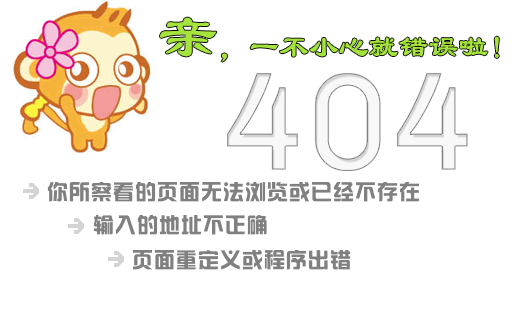 亲，一不小心就错误啦！
404
你所察看的页面无法浏览或已经不存在
输入的地址不正确
页面重定义或程序出错